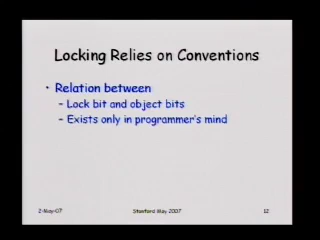 Locking Relies on Conventions
• Relation between
– Lock bit and object bits
– Exists only in programmer's mind
2-May-07 Stanford May 2007 12